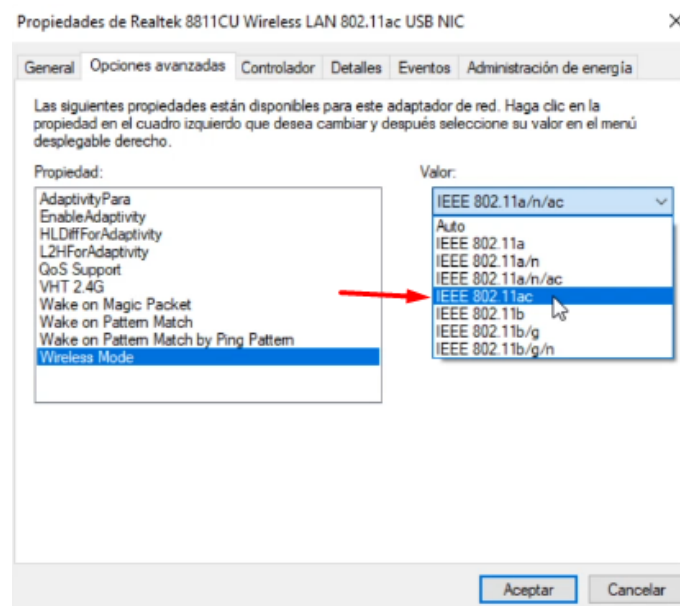 Propiedades de Realtek 8811CU Wireless LAN 802.11ac USB NIC
General Opciones avanzadas Controlador Detalles Eventos Administración de energía
Las siguientes propiedades están disponibles para este adaptador de red. Haga clic en la
propiedad en el cuadro izquierdo que desea cambiar y después seleccione su valor en el menú
desplegable derecho.
Propiedad:
AdaptivityPara
EnableAdaptivity
HLDiffForAdaptivity
L2HForAdaptivity
QoS Support
VHT 2.4G
Wake on Magic Packet
Wake on Pattern Match
Wake on Pattern Match by Ping Pattern
Wireless Mode
Valor:
IEEE 802.11a/n/ac
Auto
IEEE 802.11a
IEEE 802.11a/n
IEEE 802.11a/n/ac
IEEE 802.11ac
IEEE 802.11b
IEEE 802.11b/g
IEEE 802.11b/g/n
Aceptar Cancelar